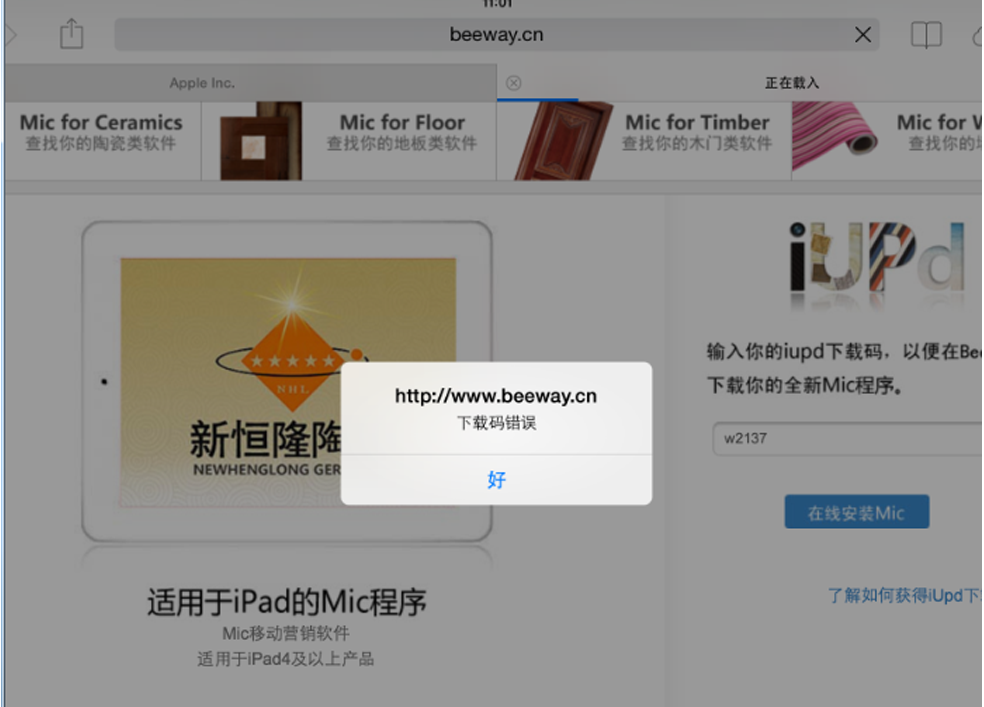 11:01
beeway.cn
Apple Inc.
正在载入
Mic for Ceramics
查找你的陶瓷类软件
Mic for Floor
查找你的地板类软件
Mic for Timber
查找你的木门类软件
Mic for
查找你的
iUPd
NHL
新恒隆陶
NEWHENGLONG GER
输入你的iupd下载码，以便在Bee
下载你的全新Mic程序。
http://www.beeway.cn
下载码错误
好
w2137
在线安装Mic
适用于iPad的Mic程序
Mic移动营销软件
适用于iPad4及以上产品
了解如何获得iUpd下